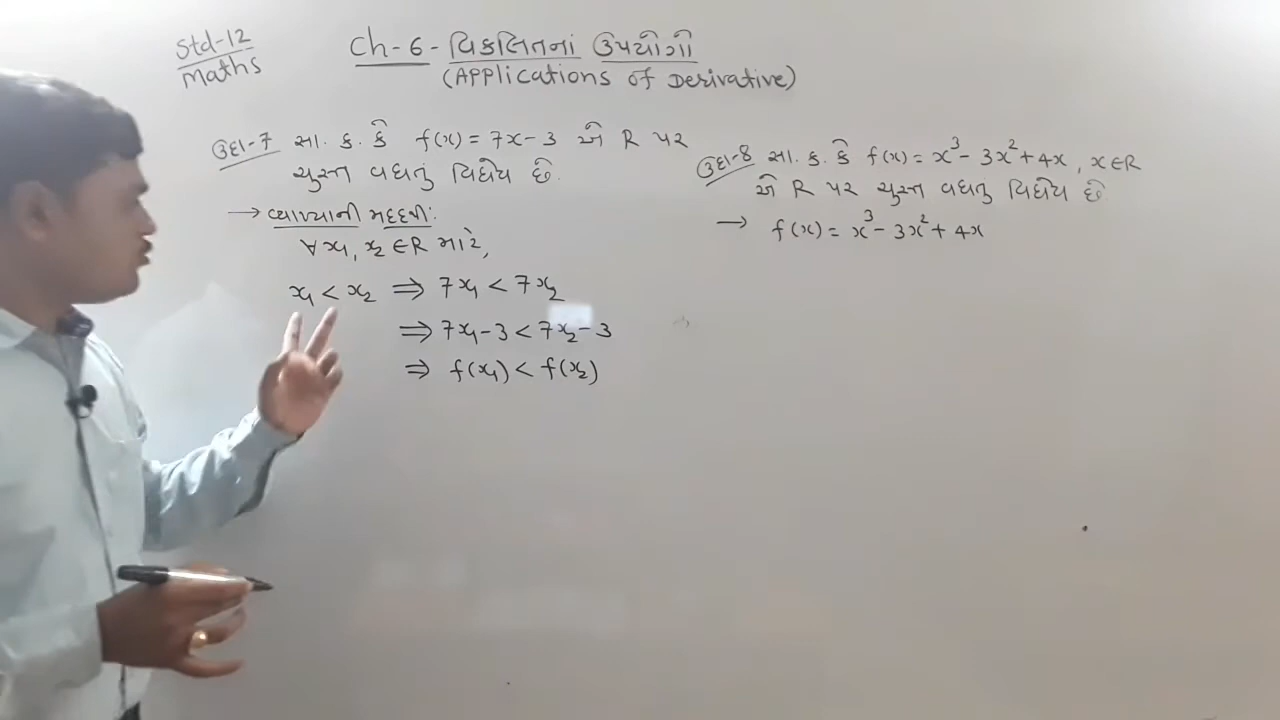 Std-12
Maths
Ch-6 - વિકલિતનાં ઉપયોગો
(Applications of Derivative)
ઉદા-7 સા. ક. કે f(x) = 7x - 3 એ R પર
ચુસ્ત વધતું વિધેય છે.
→ વ્યાખ્યાની મદદથી:
∀ x₁, x₂ ∈ R માટે,
x₁ < x₂ ⇒ 7x₁ < 7x₂
⇒ 7x₁ - 3 < 7x₂ - 3
⇒ f(x₁) < f(x₂)
ઉદા-8 સા. ક. કે f(x) = x³ - 3x² + 4x, x ∈ R
એ R પર ચુસ્ત વધતું વિધેય છે
→ f(x) = x³ - 3x² + 4x